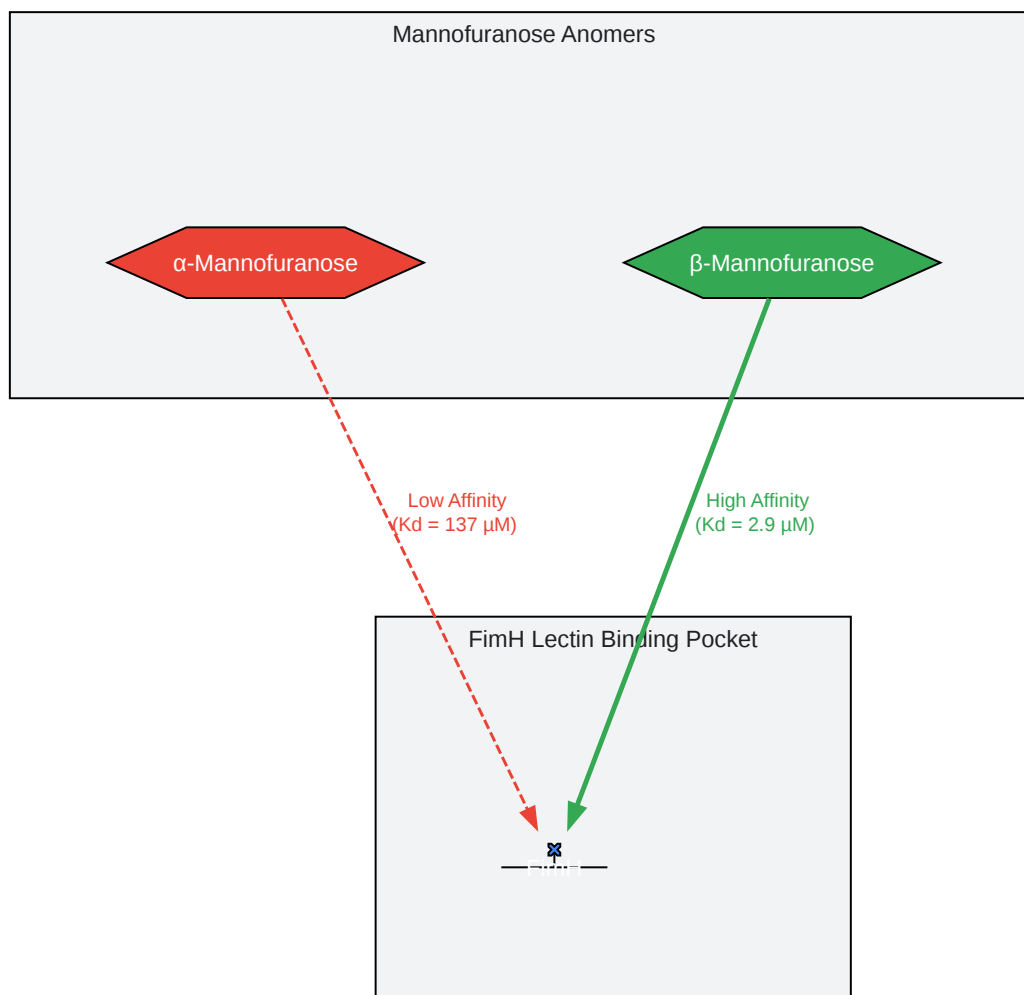 Mannofuranose Anomers
α-Mannofuranose
β-Mannofuranose
Low Affinity
(Kd = 137 µM)
High Affinity
(Kd = 2.9 µM)
FimH Lectin Binding Pocket
FimH